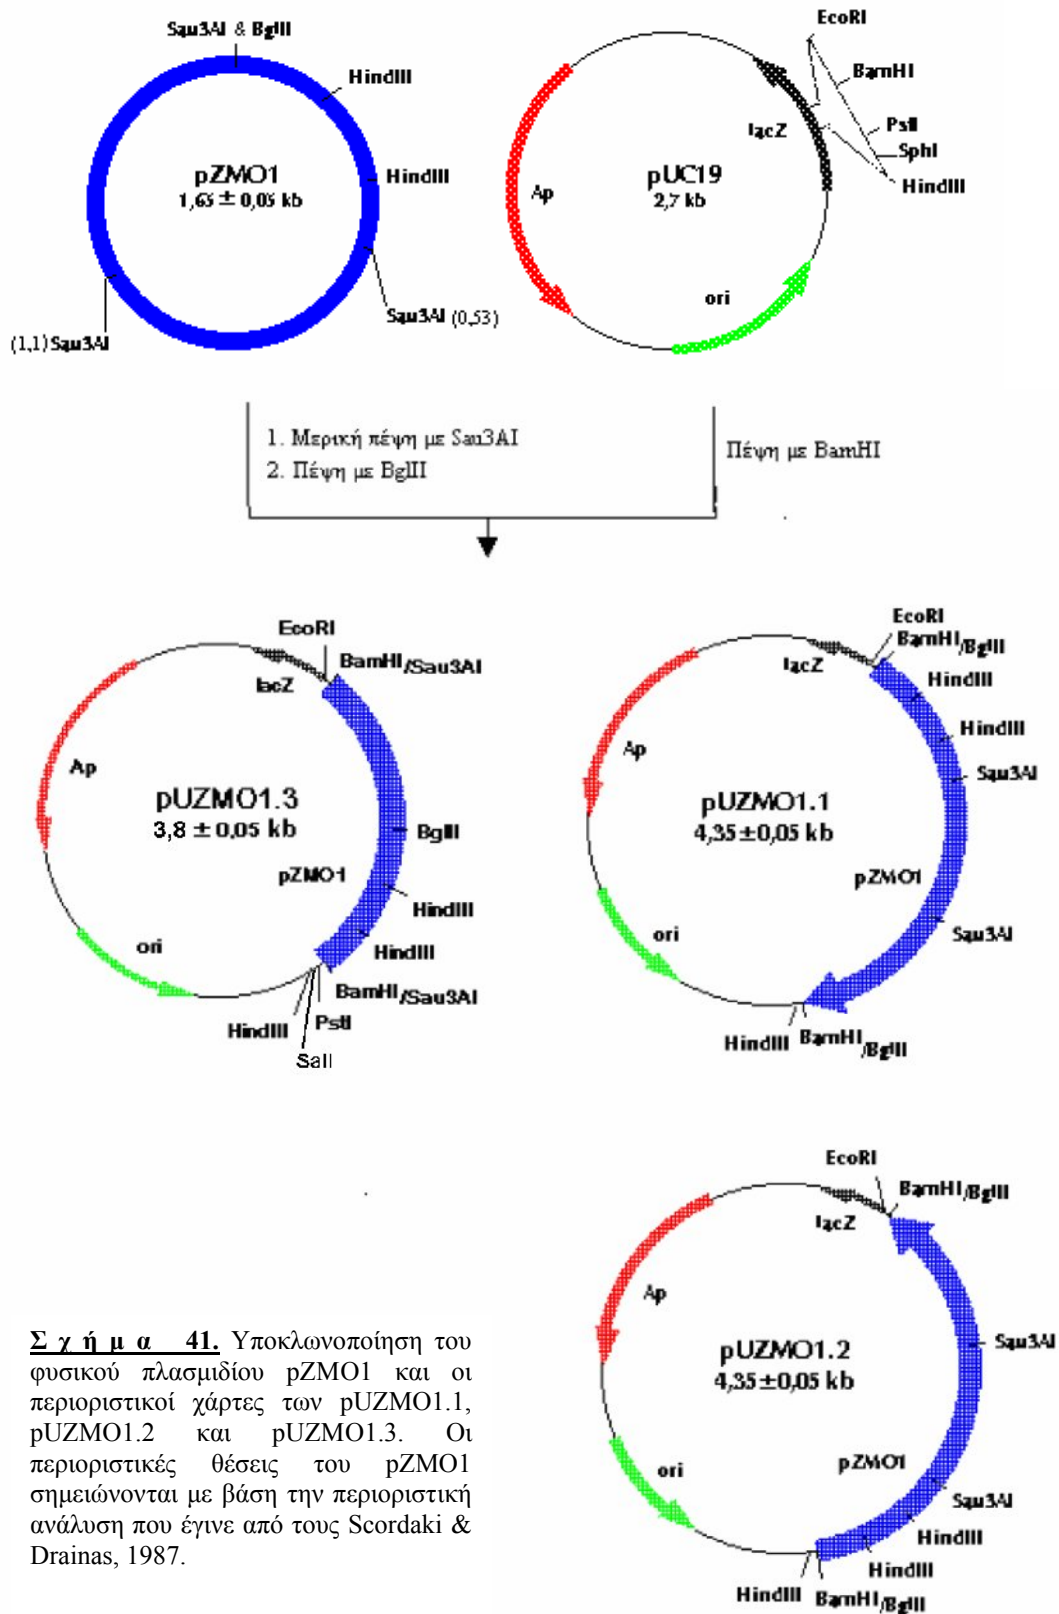 Sau3AI & BglII
HindIII
HindIII
pZMO1
1,65 ± 0,05 kb
Sau3AI (0,53)
(1,1) Sau3AI
EcoRI
BamHI
PstI
SphI
HindIII
lacZ
pUC19
2,7 kb
Ap
ori
1. Μερική πέψη με Sau3AI
2. Πέψη με BglII
Πέψη με BamHI
EcoRI
BamHI/Sau3AI
lacZ
Ap
pUZMO1.3
3,8 ± 0,05 kb
BglII
pZMO1
HindIII
HindIII
ori
BamHI/Sau3AI
HindIII
PstI
SalI
EcoRI
BamHI/BglII
lacZ
HindIII
HindIII
Ap
Sau3AI
pUZMO1.1
4,35±0,05 kb
pZMO1
Sau3AI
ori
HindIII
BamHI/BglII
EcoRI
BamHI/BglII
lacZ
Ap
Sau3AI
pUZMO1.2
4,35±0,05 kb
pZMO1
ori
Sau3AI
HindIII
HindIII
HindIII
BamHI/BglII
Σχήμα 41. Υποκλωνοποίηση του
φυσικού πλασμιδίου pZMO1 και οι
περιοριστικοί χάρτες των pUZMO1.1,
pUZMO1.2 και pUZMO1.3. Οι
περιοριστικές θέσεις του pZMO1
σημειώνονται με βάση την περιοριστική
ανάλυση που έγινε από τους Scordaki &
Drainas, 1987.